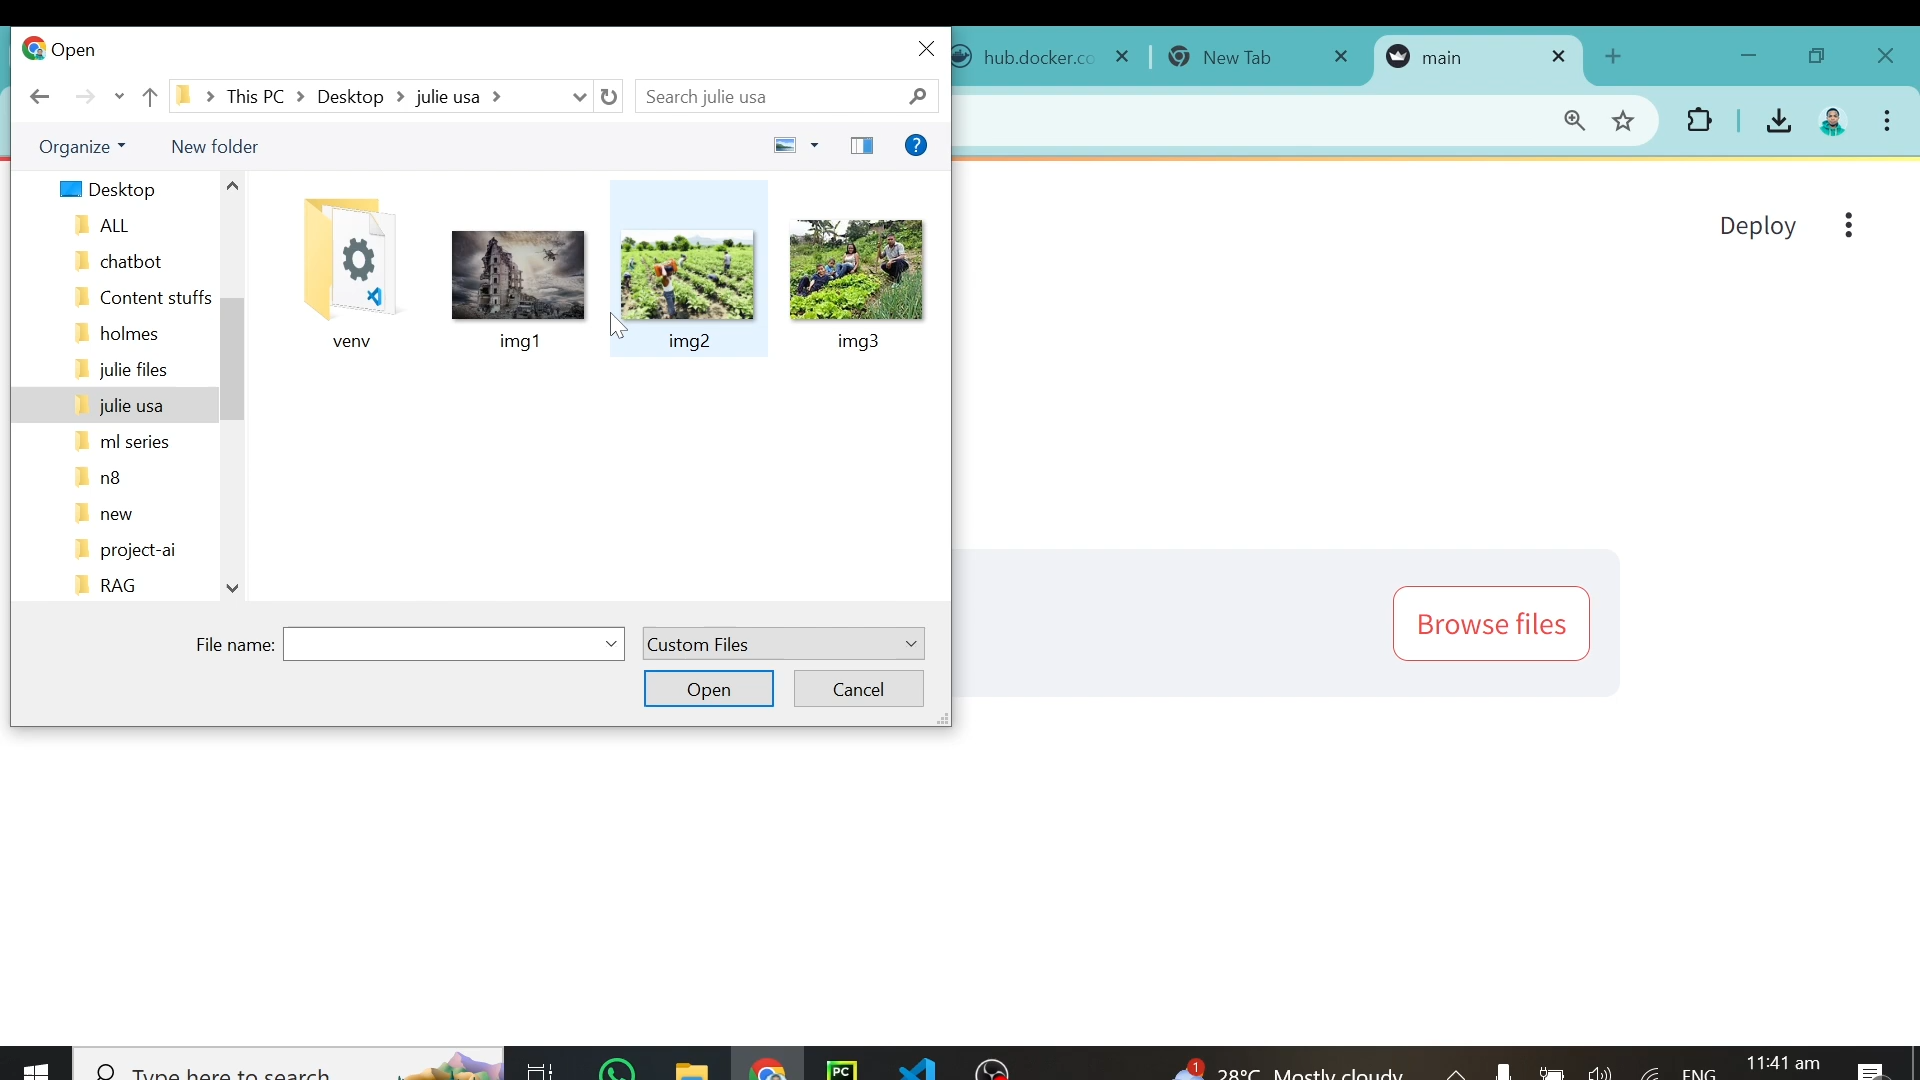 Open
hub.docker.co
New Tab
main
This PC
Desktop
julie usa
Search julie usa
Organize
New folder
Deploy
Desktop
ALL
chatbot
Content stuffs
holmes
julie files
julie usa
ml series
n8
new
project-ai
RAG
venv
img1
img2
img3
Browse files
File name:
Custom Files
Open
Cancel
Type here to search
PC
1
28°C Mostly cloudy
ENG
11:41 am